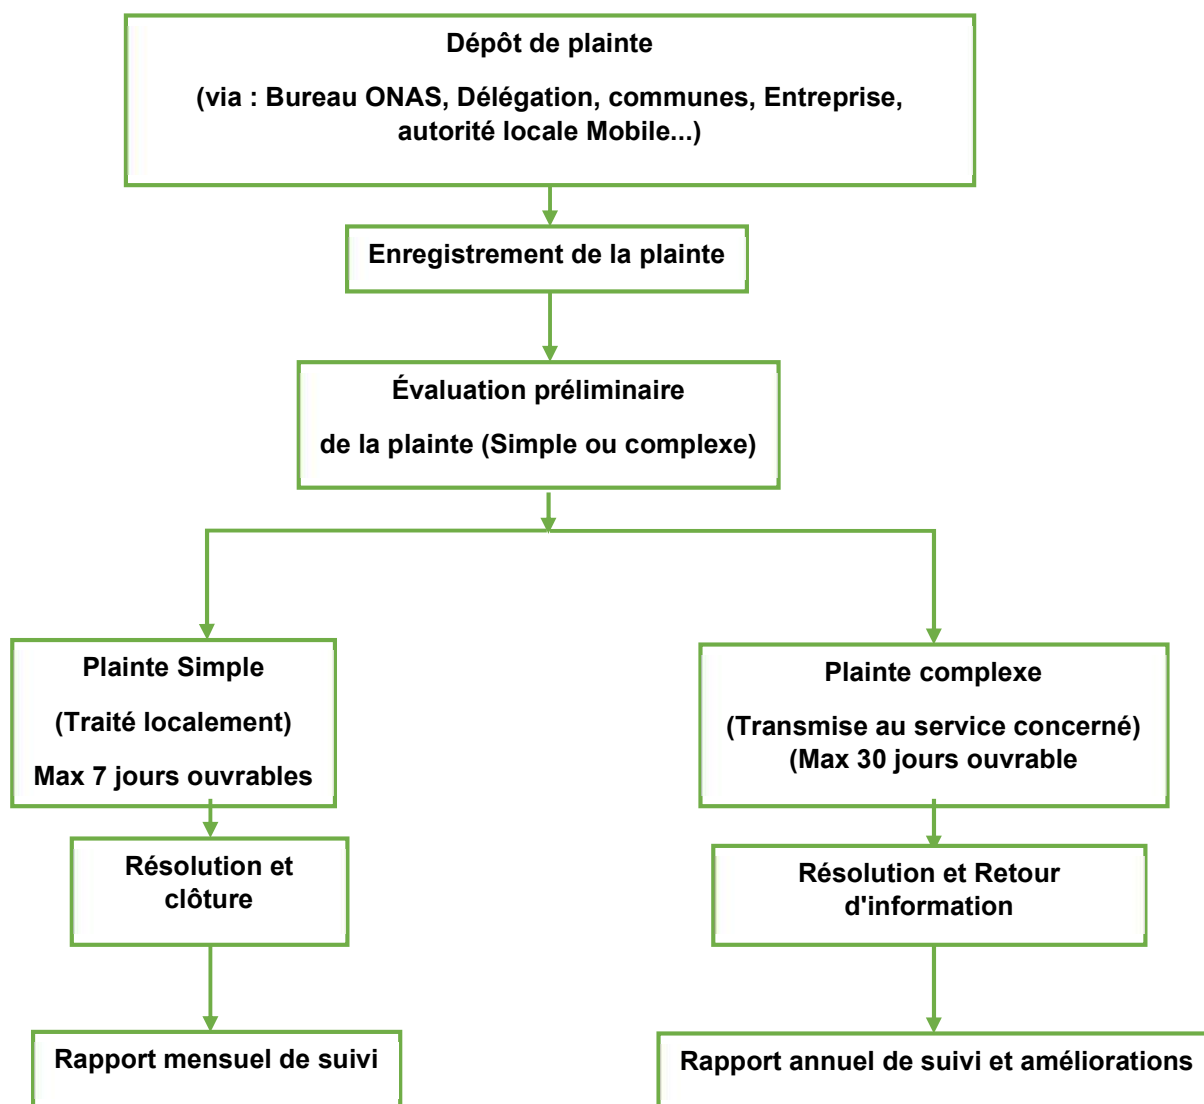 Dépôt de plainte
(via : Bureau ONAS, Délégation, communes, Entreprise,
autorité locale Mobile...)
Enregistrement de la plainte
Évaluation préliminaire
de la plainte (Simple ou complexe)
Plainte Simple
(Traité localement)
Max 7 jours ouvrables
Plainte complexe
(Transmise au service concerné)
(Max 30 jours ouvrable
Résolution et
clôture
Résolution et Retour
d'information
Rapport mensuel de suivi
Rapport annuel de suivi et améliorations